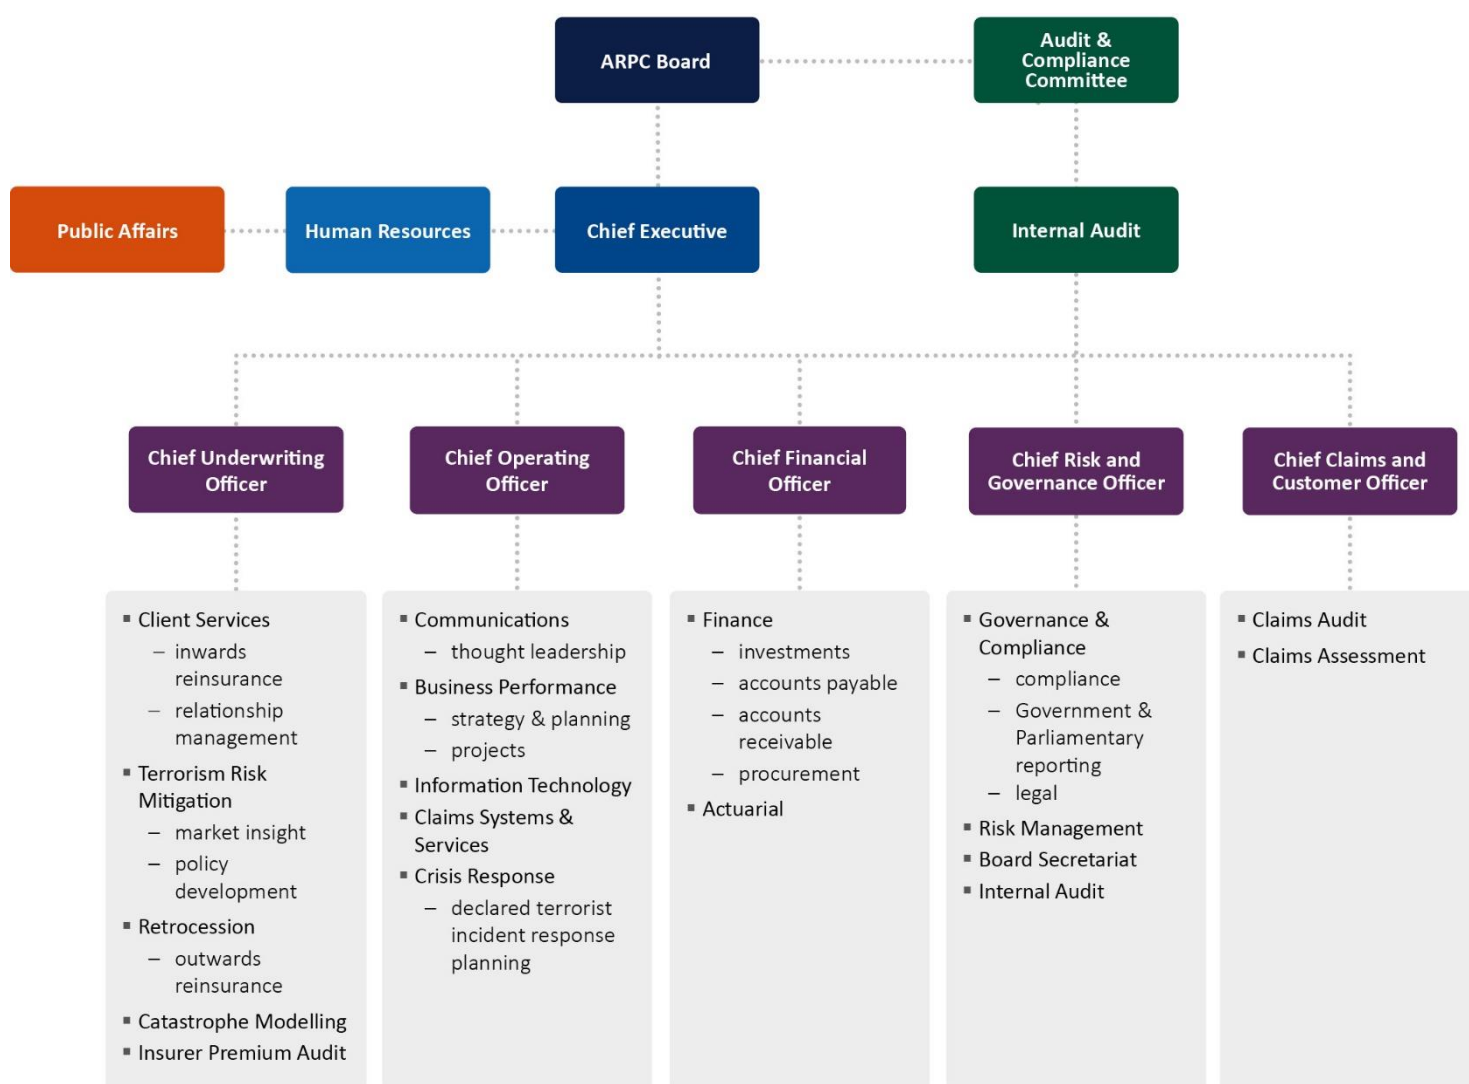 ARPC Board
Audit &
Compliance
Committee
Public Affairs
Human Resources
Chief Executive
Internal Audit
Chief Underwriting
Officer
Chief Operating
Officer
Chief Financial
Officer
Chief Risk and
Governance Officer
Chief Claims and
Customer Officer
▪ Client Services
– inwards
reinsurance
– relationship
management
▪ Terrorism Risk
Mitigation
– market insight
– policy
development
▪ Retrocession
– outwards
reinsurance
▪ Catastrophe Modelling
▪ Insurer Premium Audit
▪ Communications
– thought leadership
▪ Business Performance
– strategy & planning
– projects
▪ Information Technology
▪ Claims Systems &
Services
▪ Crisis Response
– declared terrorist
incident response
planning
▪ Finance
– investments
– accounts payable
– accounts
receivable
– procurement
▪ Actuarial
▪ Governance &
Compliance
– compliance
– Government &
Parliamentary
reporting
– legal
▪ Risk Management
▪ Board Secretariat
▪ Internal Audit
▪ Claims Audit
▪ Claims Assessment